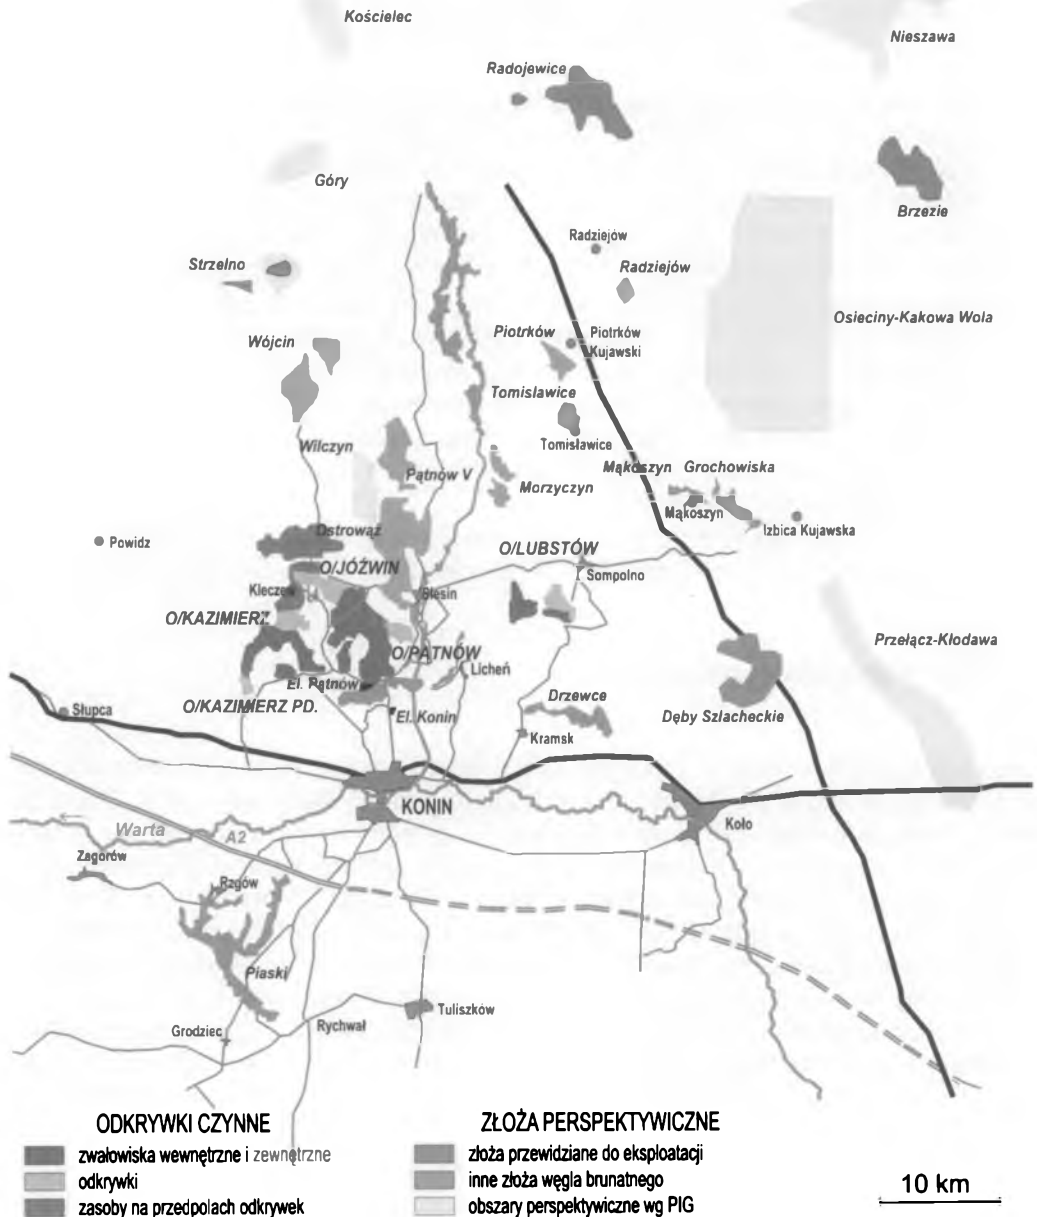 Kościelec
Nieszawa
Radojewice
Góry
Brzezie
Radziejów
Strzelno
Radziejów
Osieciny-Kakowa Wola
Wójcin
Piotrków
Piotrków
Kujawski
Tomisławice
Tomisławice
Wilczyn
Pątnów V
Morzyczyn
Mąkoszyn
Grochowiska
Mąkoszyn
Izbica Kujawska
Powidz
Ostrowąż
O/LUBSTÓW
O/JÓŹWIN
Sompolno
Kleczew
Ślesin
O/KAZIMIERZ
O/PĄTNÓW
Licheń
Przełącz-Kłodawa
El. Pątnów
O/KAZIMIERZ PD.
El. Konin
Drzewce
Dęby Szlacheckie
Słupca
Kramsk
KONIN
Koło
Warta
A2
Zagorów
Rzgów
Piaski
Tuliszków
Grodziec
Rychwał
ODKRYWKI CZYNNE
zwałowiska wewnętrzne i zewnętrzne
odkrywki
zasoby na przedpolach odkrywek
ZŁOŻA PERSPEKTYWICZNE
złoża przewidziane do eksploatacji
inne złoża węgla brunatnego
obszary perspektywiczne wg PIG
10 km